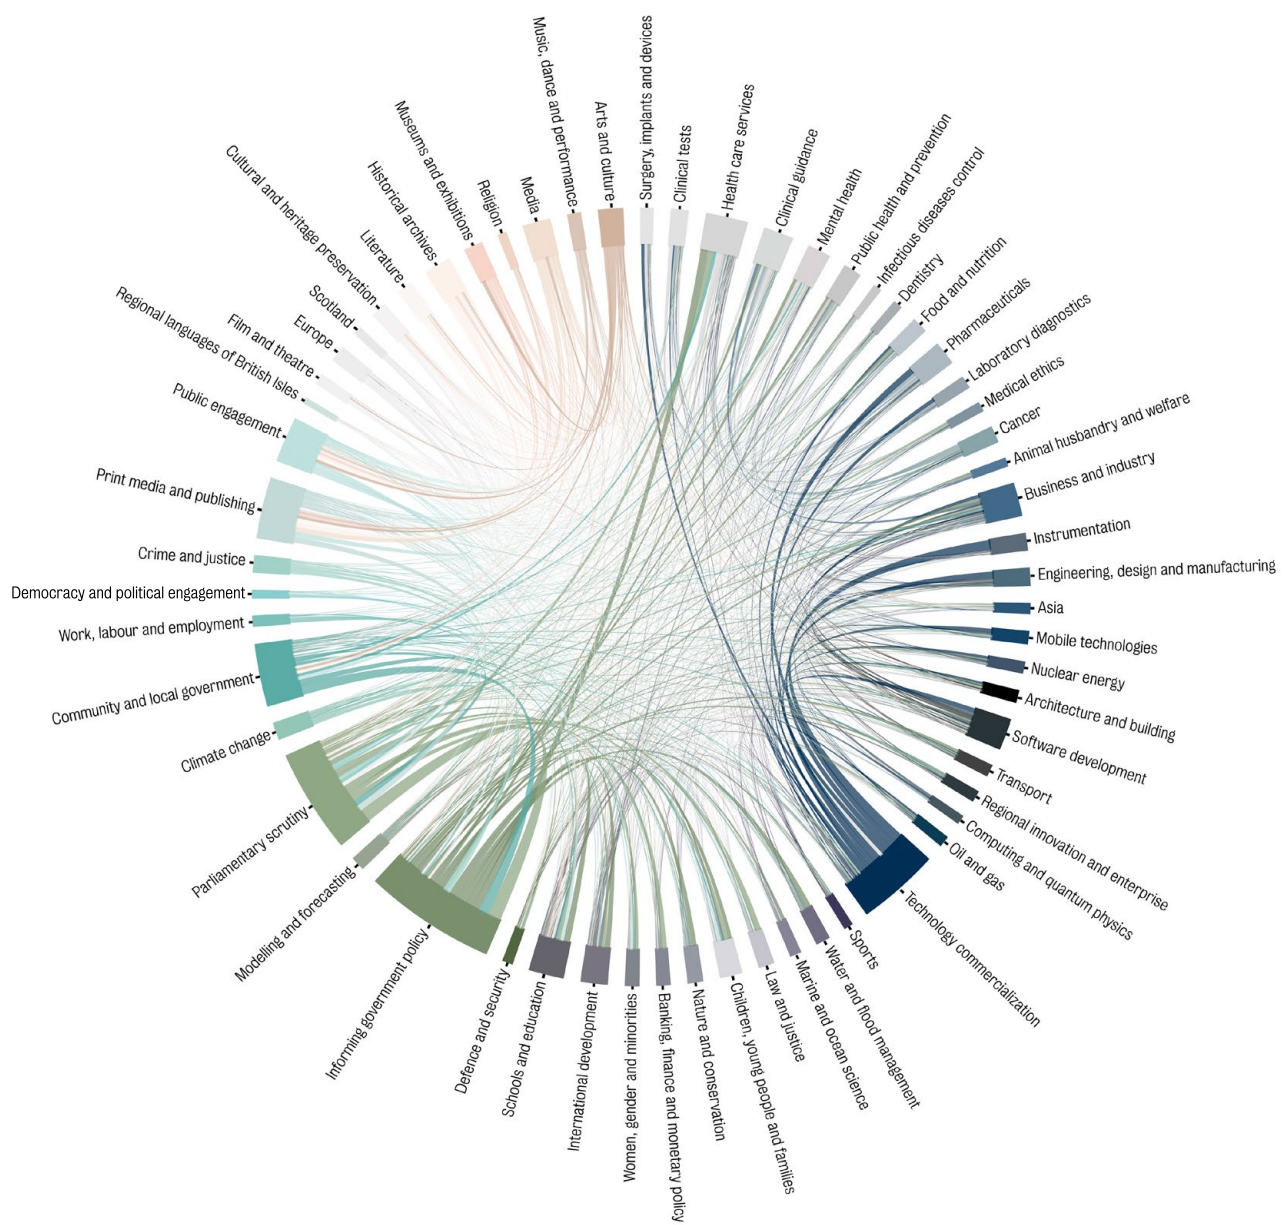 Surgery, implants and devices
Clinical tests
Health care services
Clinical guidance
Mental health
Public health and prevention
Infectious diseases control
Dentistry
Food and nutrition
Pharmaceuticals
Laboratory diagnostics
Medical ethics
Cancer
Animal husbandry and welfare
Business and industry
Instrumentation
Engineering, design and manufacturing
Asia
Mobile technologies
Nuclear energy
Architecture and building
Software development
Transport
Regional innovation and enterprise
Computing and quantum physics
Oil and gas
Technology commercialization
Sports
Water and flood management
Marine and ocean science
Law and justice
Children, young people and families
Nature and conservation
Banking, finance and monetary policy
Women, gender and minorities
International development
Schools and education
Defence and security
Informing government policy
Modelling and forecasting
Parliamentary scrutiny
Climate change
Community and local government
Work, labour and employment
Democracy and political engagement
Crime and justice
Print media and publishing
Public engagement
Regional languages of British Isles
Film and theatre
Europe
Scotland
Cultural and heritage preservation
Literature
Historical archives
Museums and exhibitions
Religion
Media
Music, dance and performance
Arts and culture